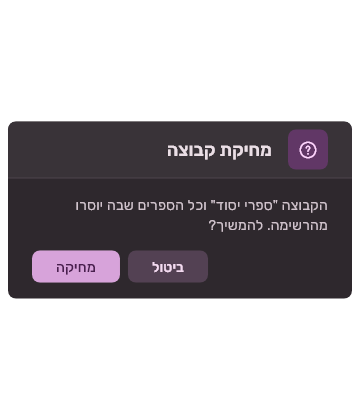 מחיקת קבוצה
הקבוצה "ספרי יסוד" וכל הספרים שבה יוסרו
מהרשימה. להמשיך?
ביטול
מחיקה